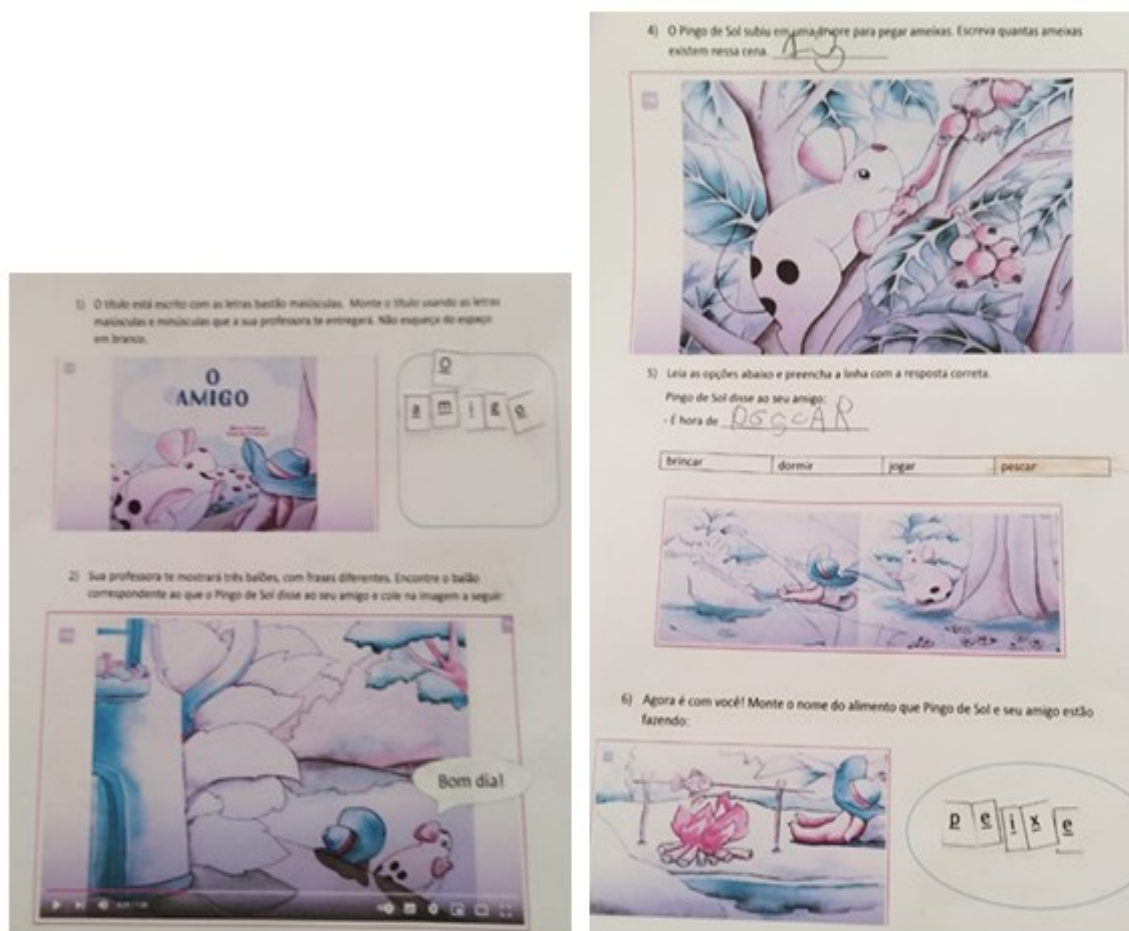 1) O título está escrito com as letras bastão maiúsculas. Monte o título usando as letras
maiúsculas e minúsculas que a sua professora te entregará. Não esqueça do espaço
em branco.
O
AMIGO
O
a m i g o
2) Sua professora te mostrará três balões, com frases diferentes. Encontre o balão
correspondente ao que o Pingo de Sol disse ao seu amigo e cole na imagem a seguir:
Bom dia!
4) O Pingo de Sol subiu em uma árvore para pegar ameixas. Escreva quantas ameixas
existem nessa cena. 13
5) Leia as opções abaixo e preencha a linha com a resposta correta.
Pingo de Sol disse ao seu amigo:
- É hora de PESCAR
brincar dormir jogar pescar
6) Agora é com você! Monte o nome do alimento que Pingo de Sol e seu amigo estão
fazendo:
p e i x e